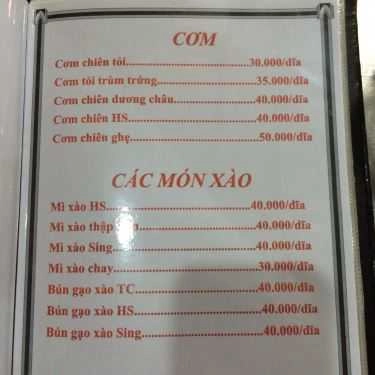 CƠM
Cơm chiên tỏi.......................................30.000/dĩa
Cơm tỏi trùm trứng.............................35.000/dĩa
Cơm chiên dương châu........................40.000/dĩa
Cơm chiên HS......................................40.000/dĩa
Cơm chiên ghẹ......................................50.000/dĩa
CÁC MÓN XÀO
Mì xào HS...........................................40.000/dĩa
Mì xào thập ...........................40.000/dĩa
Mì xào Sing..........................................40.000/dĩa
Mì xào chay..........................................30.000/dĩa
Bún gạo xào TC...................................40.000/dĩa
Bún gạo xào HS....................................40.000/dĩa
Bún gạo xào Sing..................................40.000/dĩa